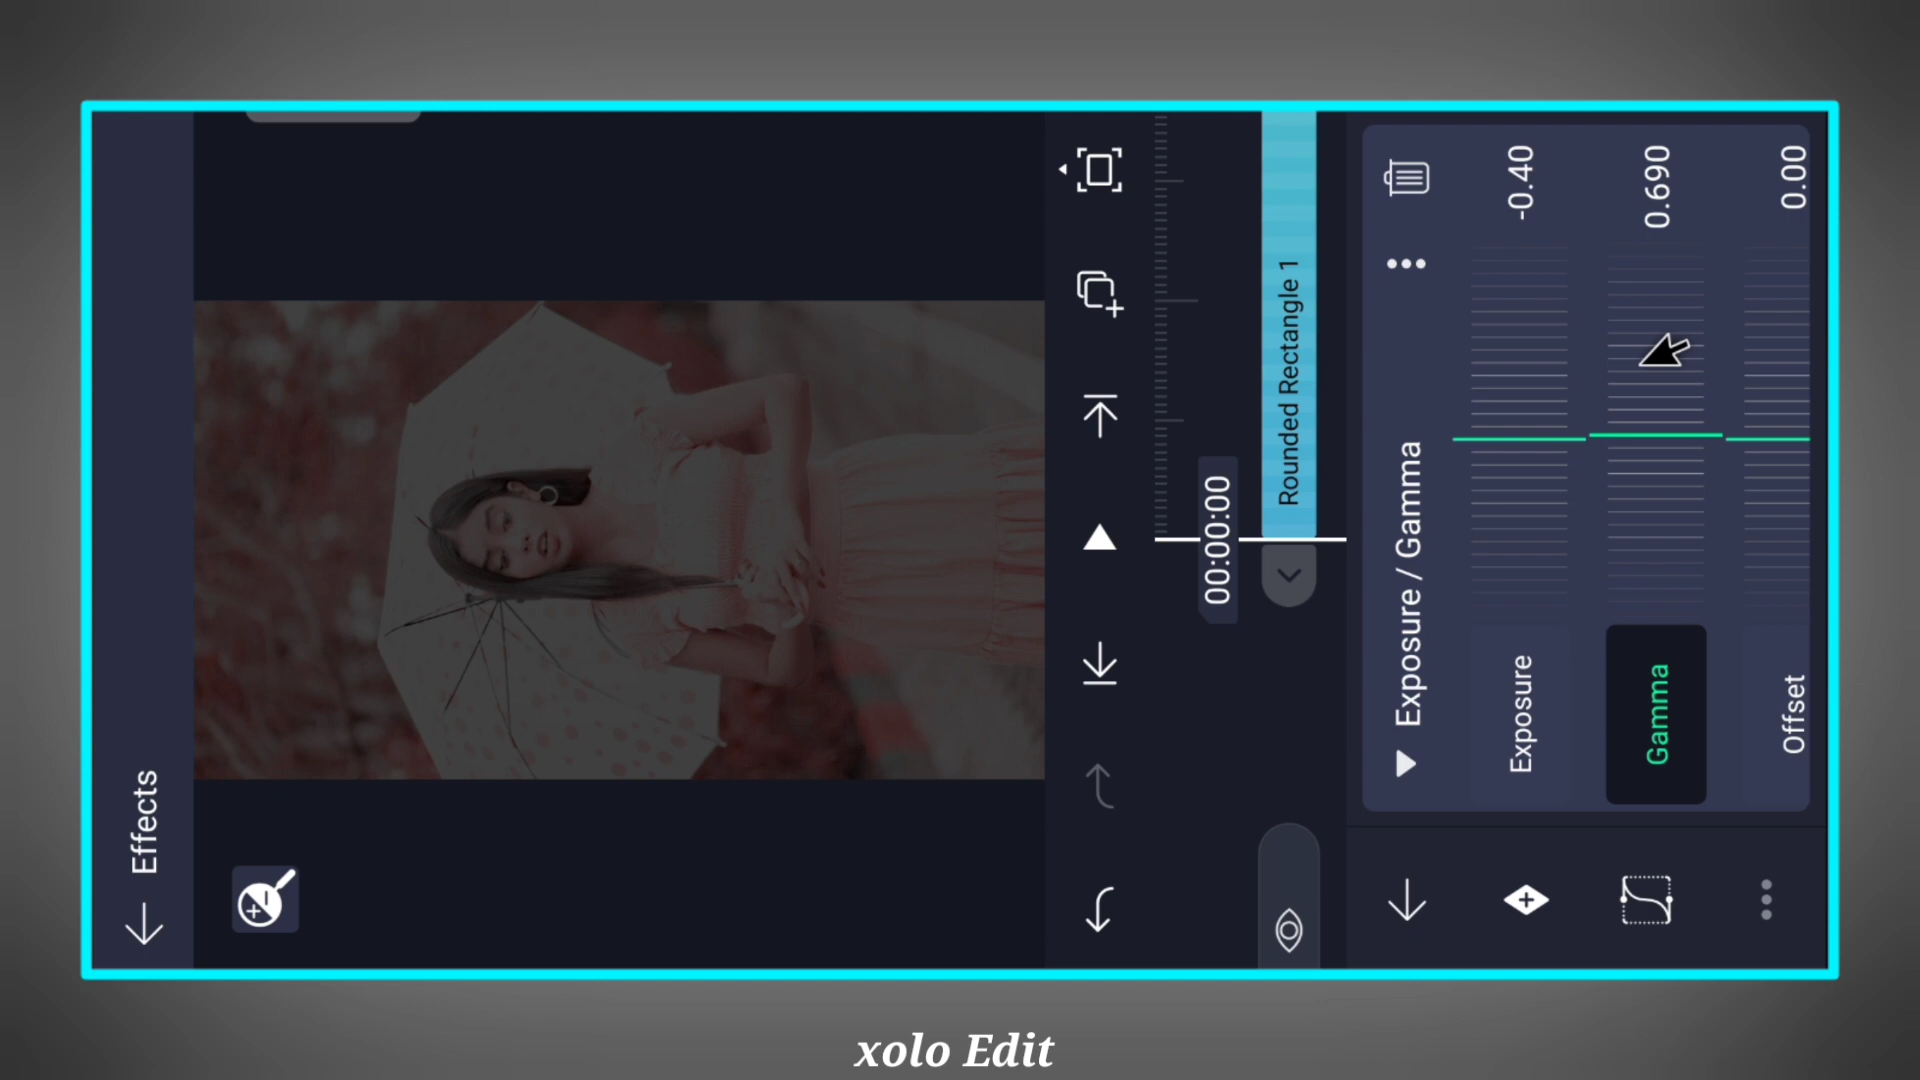 Effects
00:00:00
Rounded Rectangle 1
Exposure / Gamma
Exposure -0.40
Gamma 0.690
Offset 0.00
xolo Edit